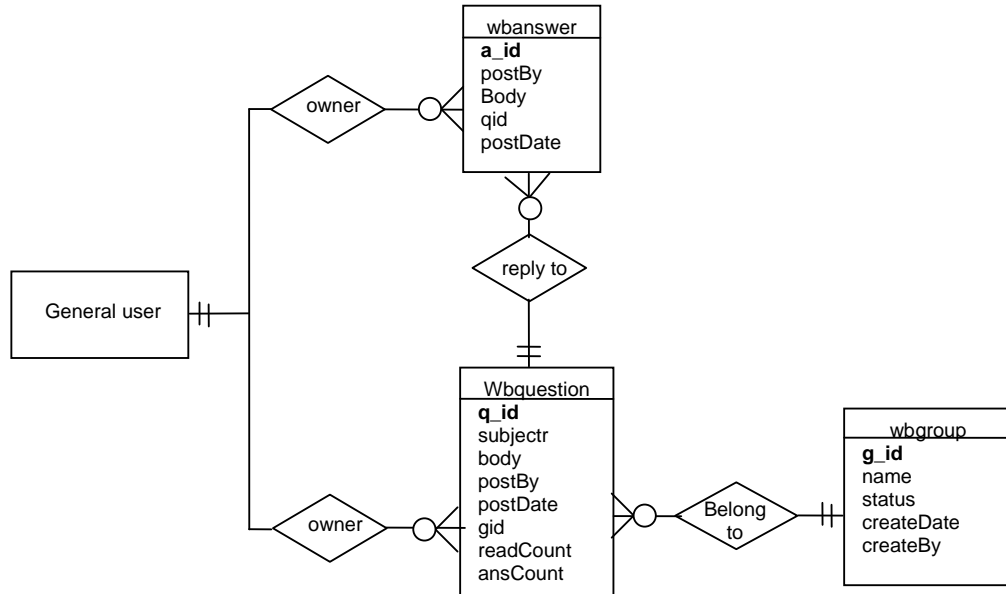 wbanswer
a_id
postBy
Body
qid
postDate
owner
reply to
General user
Wbquestion
q_id
subjectr
body
postBy
postDate
gid
readCount
ansCount
owner
Belong
to
wbgroup
g_id
name
status
createDate
createBy